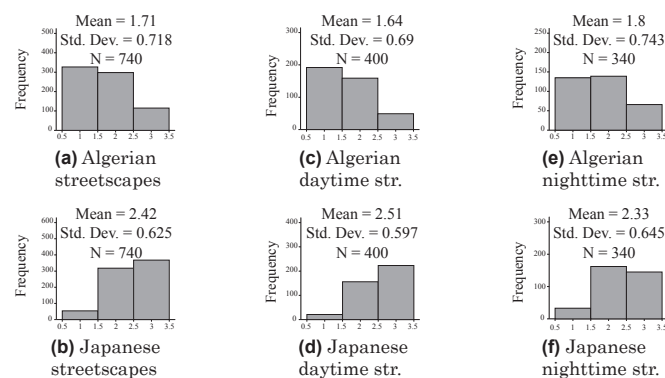 Mean = 1.71
Std. Dev. = 0.718
N = 740
Frequency
500
400
300
200
100
0
0.5 1 1.5 2 2.5 3 3.5
(a) Algerian
streetscapes
Mean = 1.64
Std. Dev. = 0.69
N = 400
Frequency
300
200
100
0
0.5 1 1.5 2 2.5 3 3.5
(c) Algerian
daytime str.
Mean = 1.8
Std. Dev. = 0.743
N = 340
Frequency
250
200
150
100
50
0
0.5 1 1.5 2 2.5 3 3.5
(e) Algerian
nighttime str.
Mean = 2.42
Std. Dev. = 0.625
N = 740
Frequency
600
500
400
300
200
100
0
0.5 1 1.5 2 2.5 3 3.5
(b) Japanese
streetscapes
Mean = 2.51
Std. Dev. = 0.597
N = 400
Frequency
400
300
200
100
0
0.5 1 1.5 2 2.5 3 3.5
(d) Japanese
daytime str.
Mean = 2.33
Std. Dev. = 0.645
N = 340
Frequency
300
200
100
0
0.5 1 1.5 2 2.5 3 3.5
(f) Japanese
nighttime str.